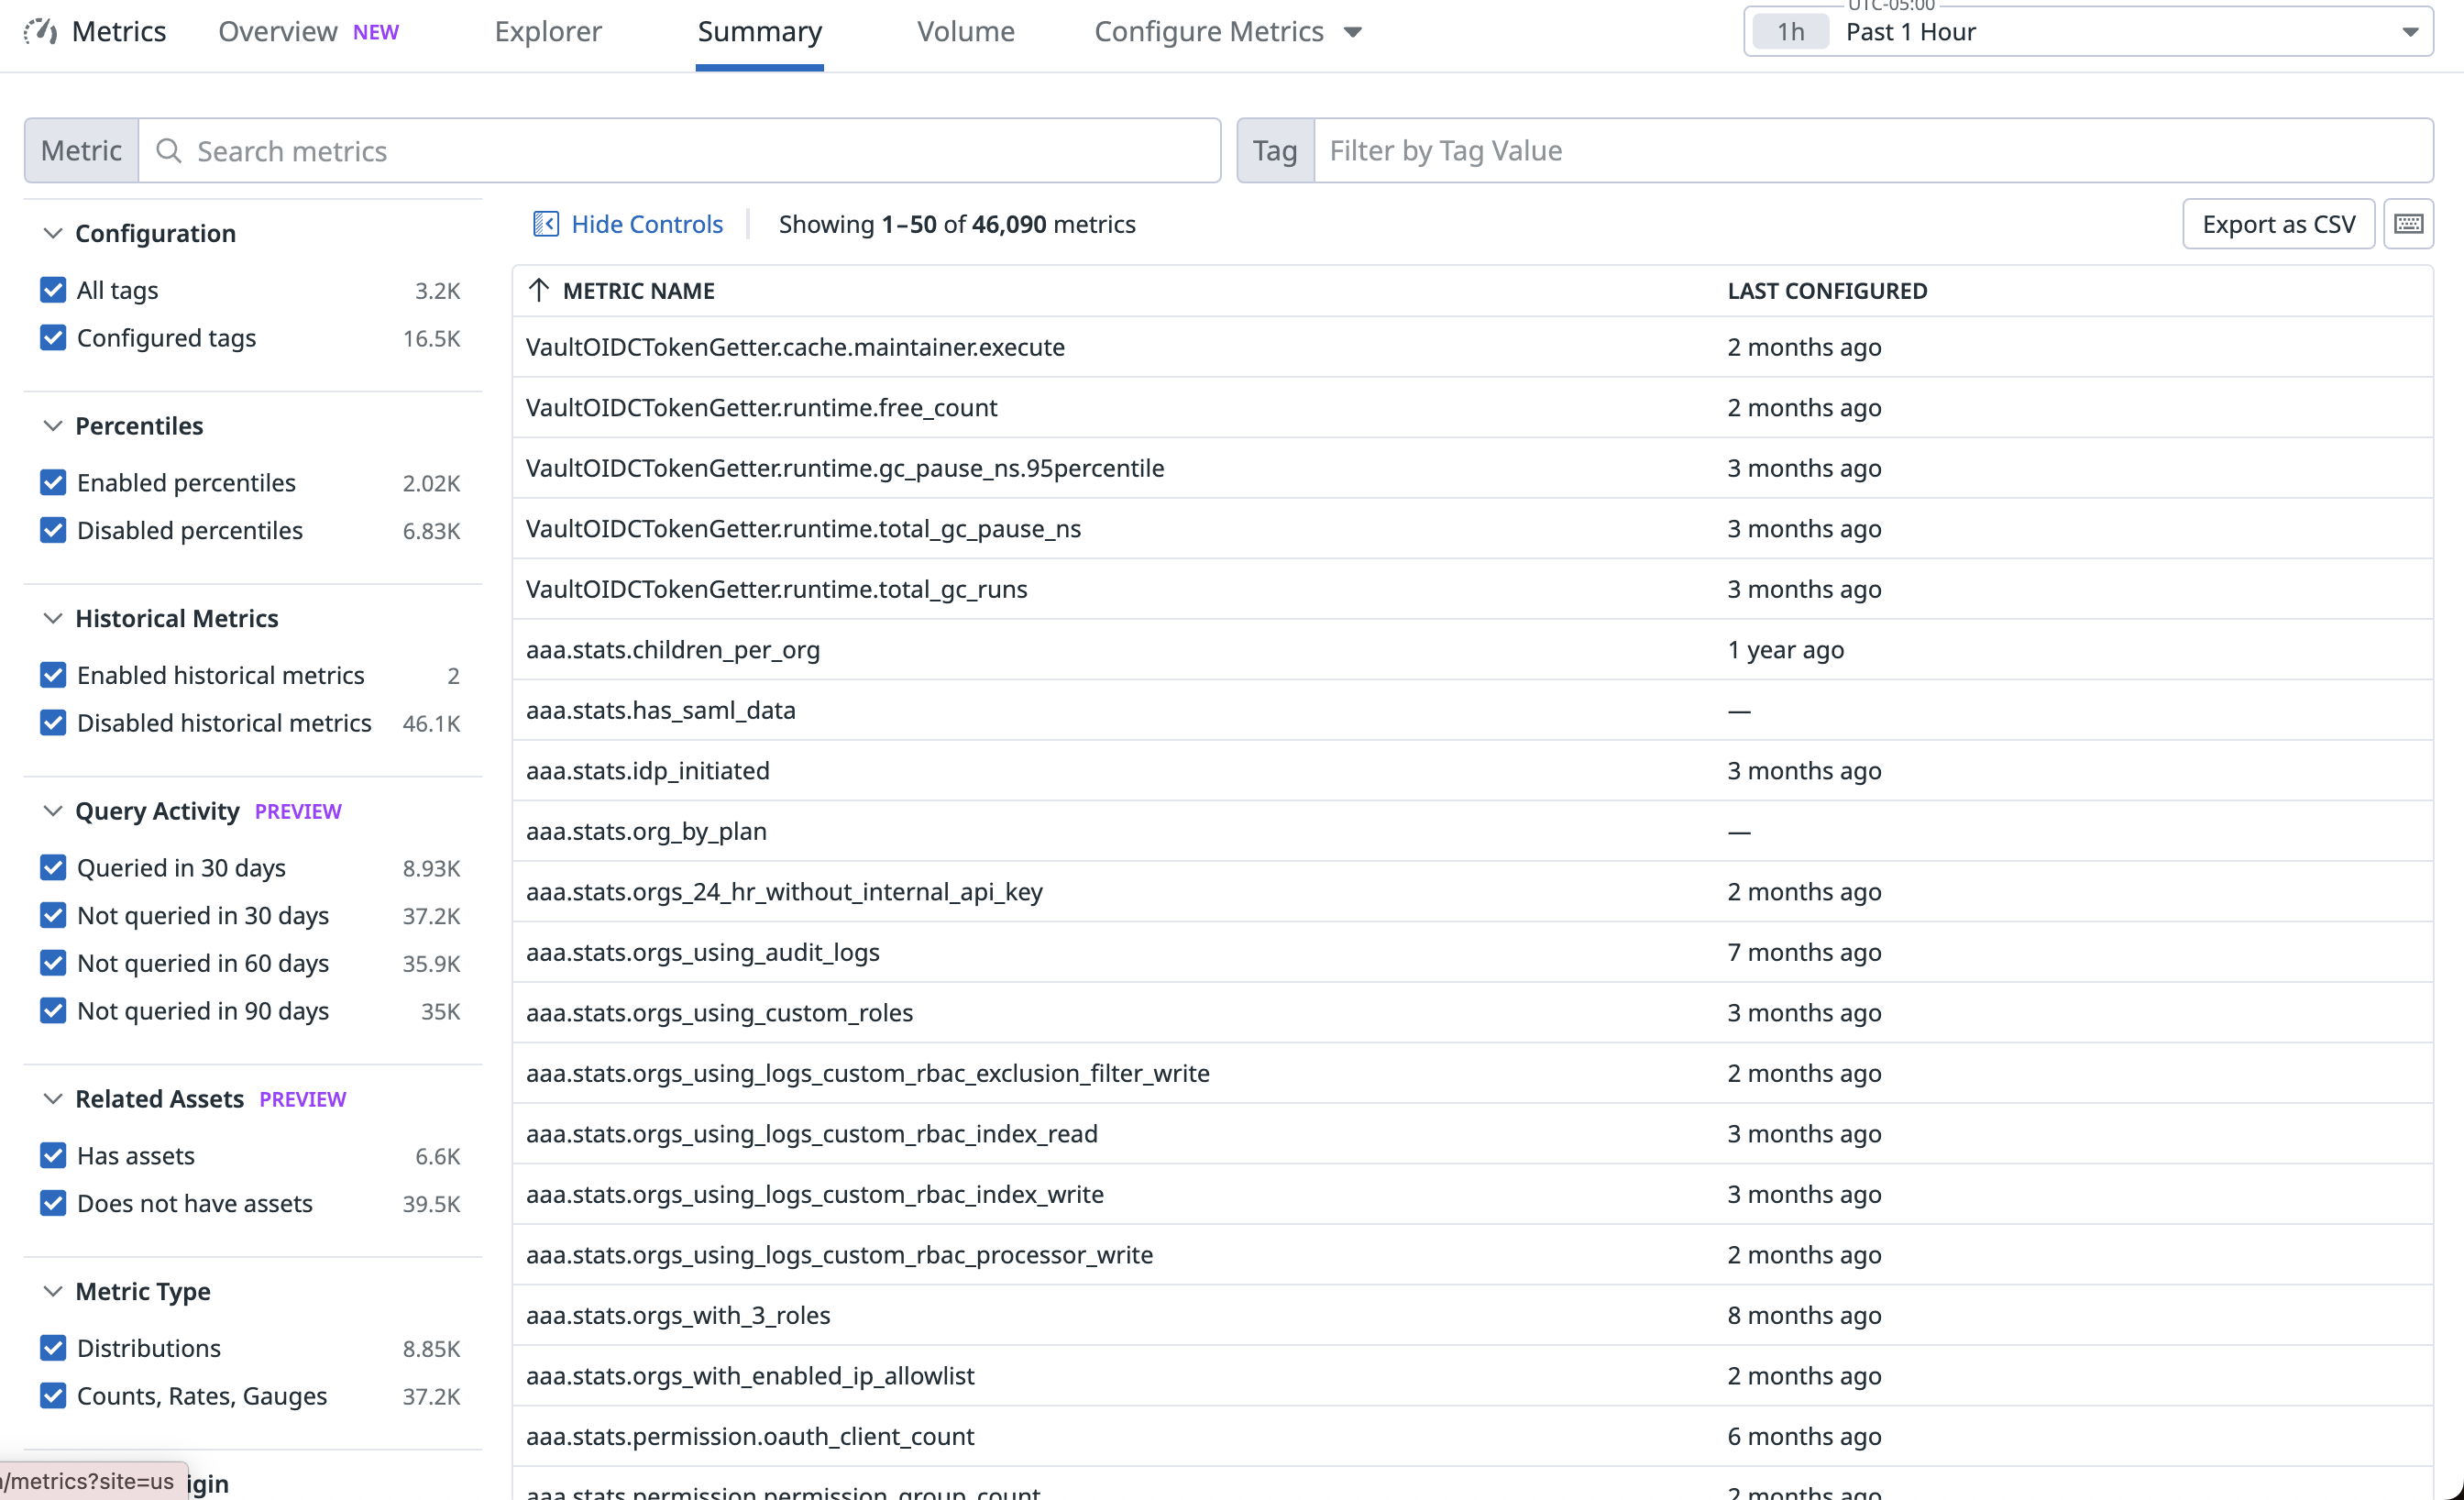 Metrics
Overview NEW
Explorer
Summary
Volume
Configure Metrics
UTC-05:00
1h Past 1 Hour
Metric Search metrics
Tag Filter by Tag Value
Configuration
All tags 3.2K
Configured tags 16.5K
Percentiles
Enabled percentiles 2.02K
Disabled percentiles 6.83K
Historical Metrics
Enabled historical metrics 2
Disabled historical metrics 46.1K
Query Activity PREVIEW
Queried in 30 days 8.93K
Not queried in 30 days 37.2K
Not queried in 60 days 35.9K
Not queried in 90 days 35K
Related Assets PREVIEW
Has assets 6.6K
Does not have assets 39.5K
Metric Type
Distributions 8.85K
Counts, Rates, Gauges 37.2K
/metrics?site=us
igin
Hide Controls
Showing 1–50 of 46,090 metrics
Export as CSV
METRIC NAME LAST CONFIGURED
VaultOIDCTokenGetter.cache.maintainer.execute 2 months ago
VaultOIDCTokenGetter.runtime.free_count 2 months ago
VaultOIDCTokenGetter.runtime.gc_pause_ns.95percentile 3 months ago
VaultOIDCTokenGetter.runtime.total_gc_pause_ns 3 months ago
VaultOIDCTokenGetter.runtime.total_gc_runs 3 months ago
aaa.stats.children_per_org 1 year ago
aaa.stats.has_saml_data —
aaa.stats.idp_initiated 3 months ago
aaa.stats.org_by_plan —
aaa.stats.orgs_24_hr_without_internal_api_key 2 months ago
aaa.stats.orgs_using_audit_logs 7 months ago
aaa.stats.orgs_using_custom_roles 3 months ago
aaa.stats.orgs_using_logs_custom_rbac_exclusion_filter_write 2 months ago
aaa.stats.orgs_using_logs_custom_rbac_index_read 3 months ago
aaa.stats.orgs_using_logs_custom_rbac_index_write 3 months ago
aaa.stats.orgs_using_logs_custom_rbac_processor_write 2 months ago
aaa.stats.orgs_with_3_roles 8 months ago
aaa.stats.orgs_with_enabled_ip_allowlist 2 months ago
aaa.stats.permission.oauth_client_count 6 months ago
aaa.stats.permission.permission_group_count 2 months ago